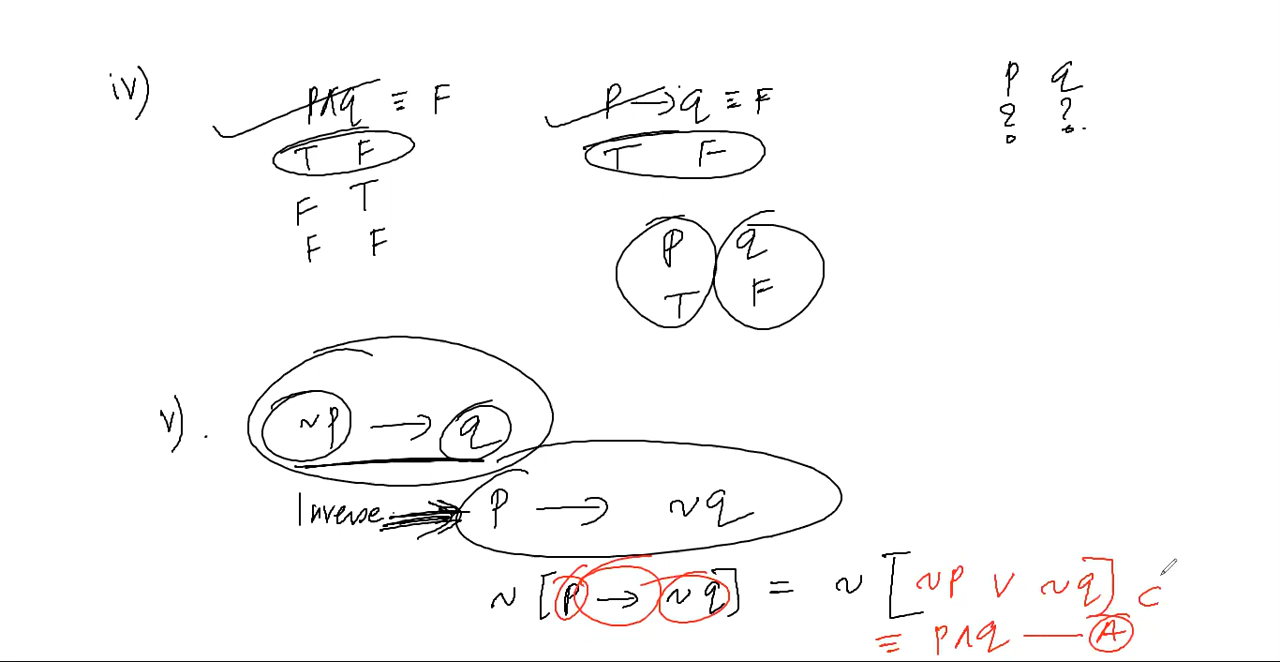 iv) p∧q ≡ F p → q ≡ F p q
T F T F ? ?
F T
F F
p q
T F
v). ~p → q
Inverse → p → ~q
~ [p → ~q] = ~ [~p ∨ ~q] C
≡ p∧q — A